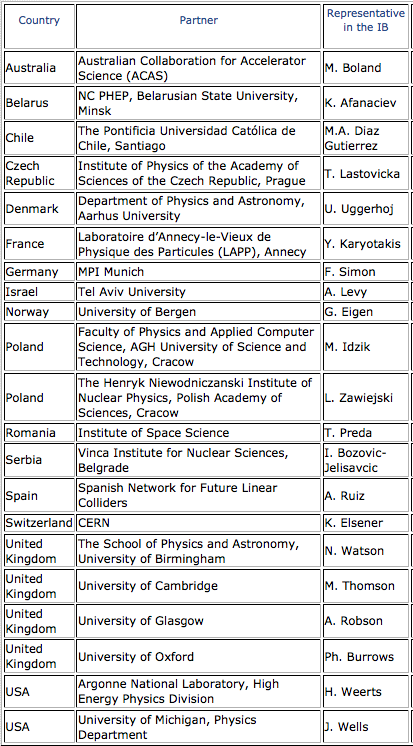 Country Partner Representative
in the IB
Australia Australian Collaboration for Accelerator
Science (ACAS) M. Boland
Belarus NC PHEP, Belarusian State University,
Minsk K. Afanaciev
Chile The Pontificia Universidad Católica de
Chile, Santiago M.A. Diaz
Gutierrez
Czech
Republic Institute of Physics of the Academy of
Sciences of the Czech Republic, Prague T. Lastovicka
Denmark Department of Physics and Astronomy,
Aarhus University U. Uggerhoj
France Laboratoire d’Annecy-le-Vieux de
Physique des Particules (LAPP), Annecy Y. Karyotakis
Germany MPI Munich F. Simon
Israel Tel Aviv University A. Levy
Norway University of Bergen G. Eigen
Poland Faculty of Physics and Applied Computer
Science, AGH University of Science and
Technology, Cracow M. Idzik
Poland The Henryk Niewodniczanski Institute of
Nuclear Physics, Polish Academy of
Sciences, Cracow L. Zawiejski
Romania Institute of Space Science T. Preda
Serbia Vinca Institute for Nuclear Sciences,
Belgrade I. Bozovic-
Jelisavcic
Spain Spanish Network for Future Linear
Colliders A. Ruiz
Switzerland CERN K. Elsener
United
Kingdom The School of Physics and Astronomy,
University of Birmingham N. Watson
United
Kingdom University of Cambridge M. Thomson
United
Kingdom University of Glasgow A. Robson
United
Kingdom University of Oxford Ph. Burrows
USA Argonne National Laboratory, High
Energy Physics Division H. Weerts
USA University of Michigan, Physics
Department J. Wells